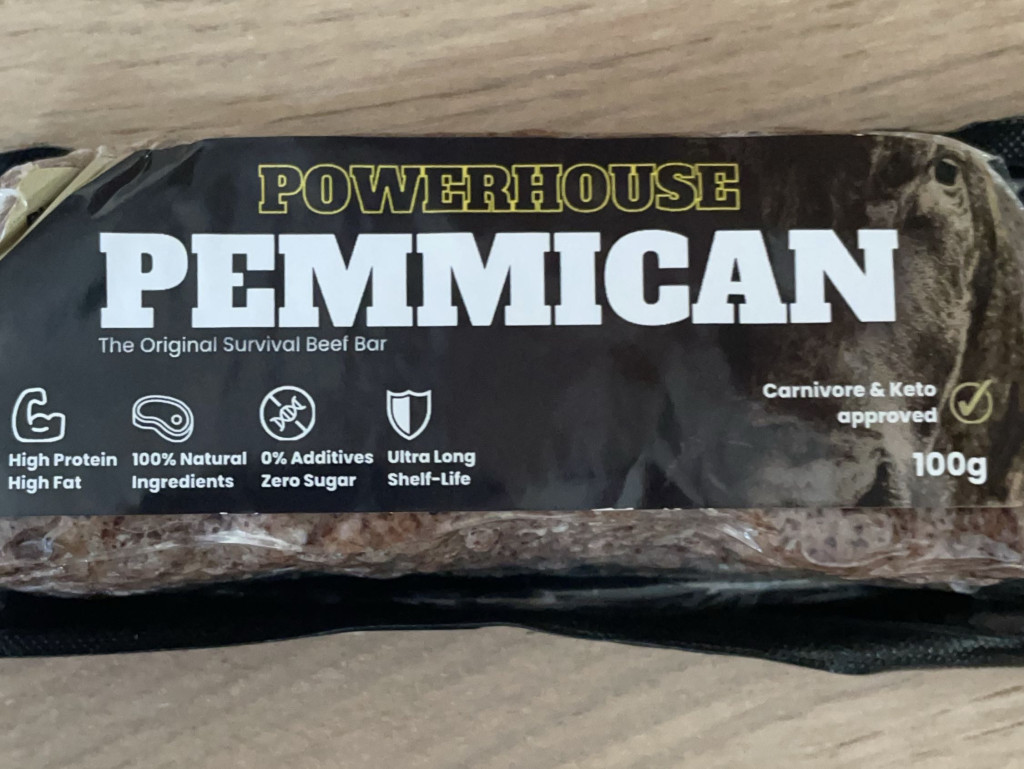 POWERHOUSE
PEMMICAN
The Original Survival Beef Bar
High Protein
High Fat
100% Natural
Ingredients
0% Additives
Zero Sugar
Ultra Long
Shelf-Life
Carnivore & Keto
approved
100g